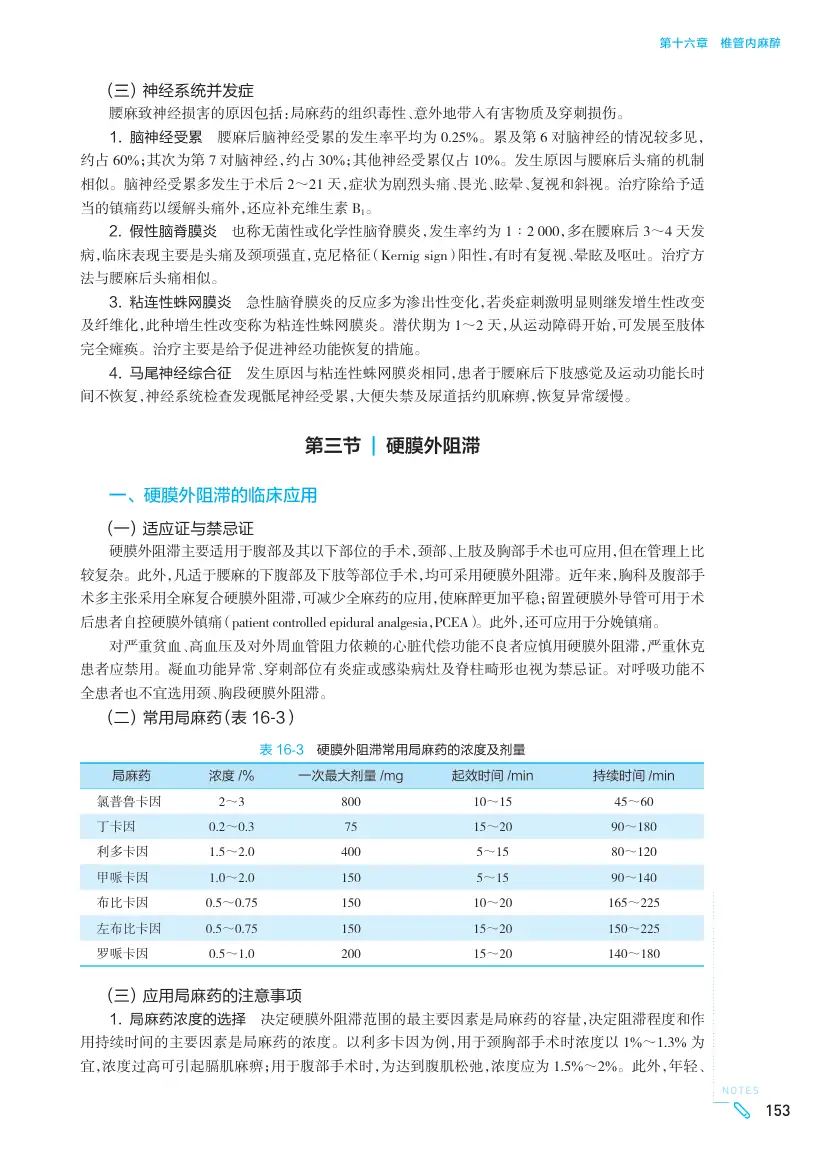 第十六章 椎管内麻醉
（三）神经系统并发症
腰麻致神经损害的原因包括：局麻药的组织毒性、意外地带入有害物质及穿刺损伤。
1. 脑神经受累 腰麻后脑神经受累的发生率平均为 0.25%。累及第 6 对脑神经的情况较多见，
约占 60%；其次为第 7 对脑神经，约占 30%；其他神经受累仅占 10%。发生原因与腰麻后头痛的机制
相似。脑神经受累多发生于术后 2～21 天，症状为剧烈头痛、畏光、眩晕、复视和斜视。治疗除给予适
当的镇痛药以缓解头痛外，还应补充维生素 B₁。
2. 假性脑脊膜炎 也称无菌性或化学性脑脊膜炎，发生率约为 1∶2 000，多在腰麻后 3～4 天发
病，临床表现主要是头痛及颈项强直，克尼格征（Kernig sign）阳性，有时有复视、晕眩及呕吐。治疗方
法与腰麻后头痛相似。
3. 粘连性蛛网膜炎 急性脑脊膜炎的反应多为渗出性变化，若炎症刺激明显则继发增生性改变
及纤维化，此种增生性改变称为粘连性蛛网膜炎。潜伏期为 1～2 天，从运动障碍开始，可发展至肢体
完全瘫痪。治疗主要是给予促进神经功能恢复的措施。
4. 马尾神经综合征 发生原因与粘连性蛛网膜炎相同，患者于腰麻后下肢感觉及运动功能长时
间不恢复，神经系统检查发现骶尾神经受累，大便失禁及尿道括约肌麻痹，恢复异常缓慢。
第三节 | 硬膜外阻滞
一、硬膜外阻滞的临床应用
（一）适应证与禁忌证
硬膜外阻滞主要适用于腹部及其以下部位的手术，颈部、上肢及胸部手术也可应用，但在管理上比
较复杂。此外，凡适于腰麻的下腹部及下肢等部位手术，均可采用硬膜外阻滞。近年来，胸科及腹部手
术多主张采用全麻复合硬膜外阻滞，可减少全麻药的应用，使麻醉更加平稳；留置硬膜外导管可用于术
后患者自控硬膜外镇痛（patient controlled epidural analgesia，PCEA）。此外，还可应用于分娩镇痛。
对严重贫血、高血压及对外周血管阻力依赖的心脏代偿功能不良者应慎用硬膜外阻滞，严重休克
患者应禁用。凝血功能异常、穿刺部位有炎症或感染病灶及脊柱畸形也视为禁忌证。对呼吸功能不
全患者也不宜选用颈、胸段硬膜外阻滞。
（二）常用局麻药（表 16-3）
表 16-3 硬膜外阻滞常用局麻药的浓度及剂量
局麻药 浓度 /% 一次最大剂量 /mg 起效时间 /min 持续时间 /min
氯普鲁卡因 2～3 800 10～15 45～60
丁卡因 0.2～0.3 75 15～20 90～180
利多卡因 1.5～2.0 400 5～15 80～120
甲哌卡因 1.0～2.0 150 5～15 90～140
布比卡因 0.5～0.75 150 10～20 165～225
左布比卡因 0.5～0.75 150 15～20 150～225
罗哌卡因 0.5～1.0 200 15～20 140～180
（三）应用局麻药的注意事项
1. 局麻药浓度的选择 决定硬膜外阻滞范围的最主要因素是局麻药的容量，决定阻滞程度和作
用持续时间的主要因素是局麻药的浓度。以利多卡因为例，用于颈胸部手术时浓度以 1%～1.3% 为
宜，浓度过高可引起膈肌麻痹；用于腹部手术时，为达到腹肌松弛，浓度应为 1.5%～2%。此外，年轻、
NOTES
153